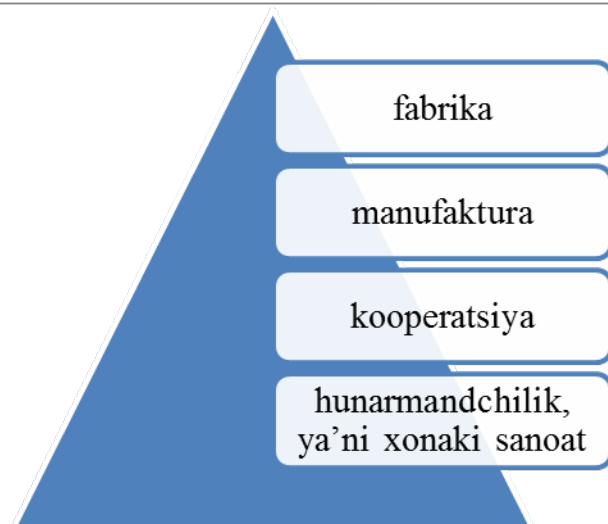 fabrika
manufaktura
kooperatsiya
hunarmandchilik,
ya’ni xonaki sanoat